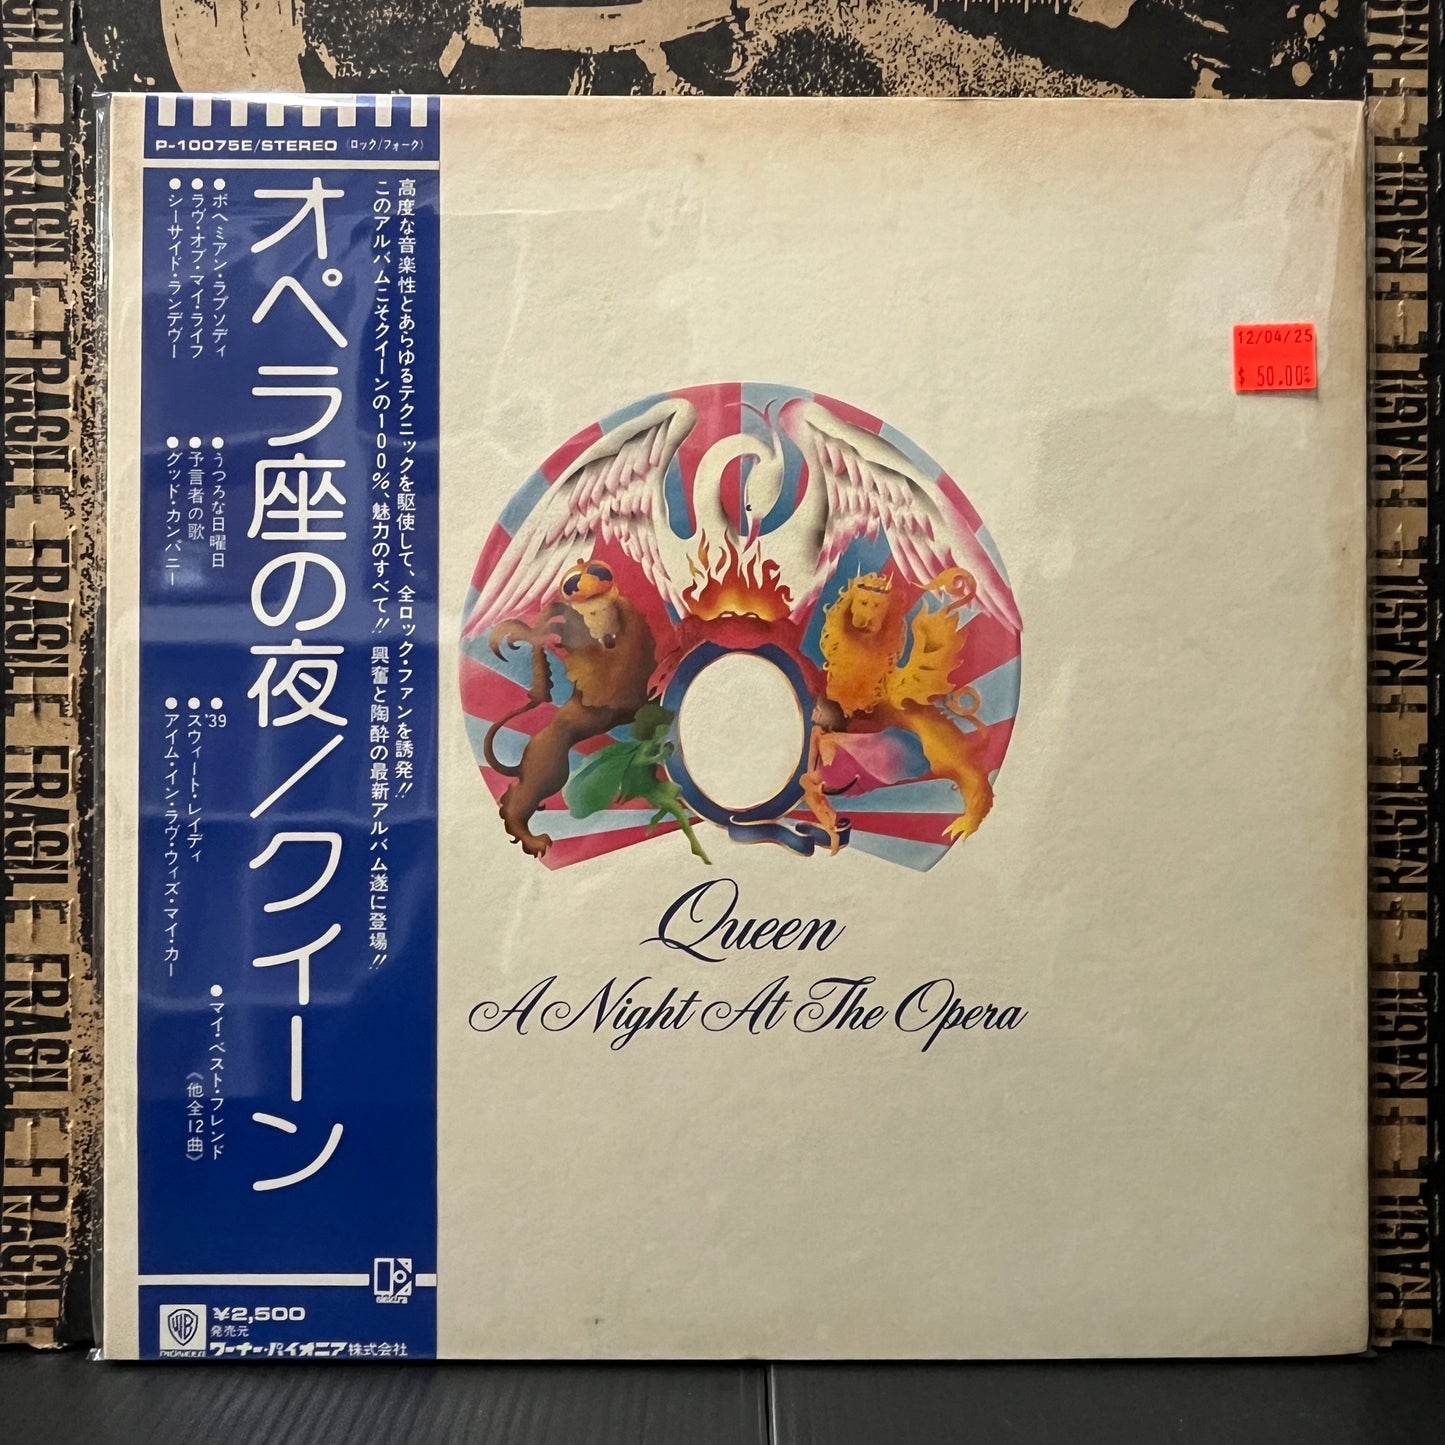 P-10075E/STEREO (ロック/フォーク)
高度な音楽性とあらゆるテクニックを駆使して、全ロック・ファンを誘発!!
このアルバムこそクイーンの100%、魅力のすべて!! 興奮と陶酔の最新アルバム遂に登場!!
オペラ座の夜/クイーン
●ボヘミアン・ラプソディ
●ラヴ・オブ・マイ・ライフ
●シーサイド・ランデヴー
●うつろな日曜日
●予言者の歌
●グッド・カンパニー
●'39
●スウィート・レイディ
●アイム・イン・ラヴ・ウィズ・マイ・カー
●マイ・ベスト・フレンド
《他全12曲》
elektra
WB
PIONEER
¥2,500
発売元
ワーナー・パイオニア株式会社
12/04/25
$ 50.00
Queen
A Night At The Opera
FRAGILE FRAGILE FRAGILE FRAGILE
FRAGILE FRAGILE FRAGILE FRAGILE